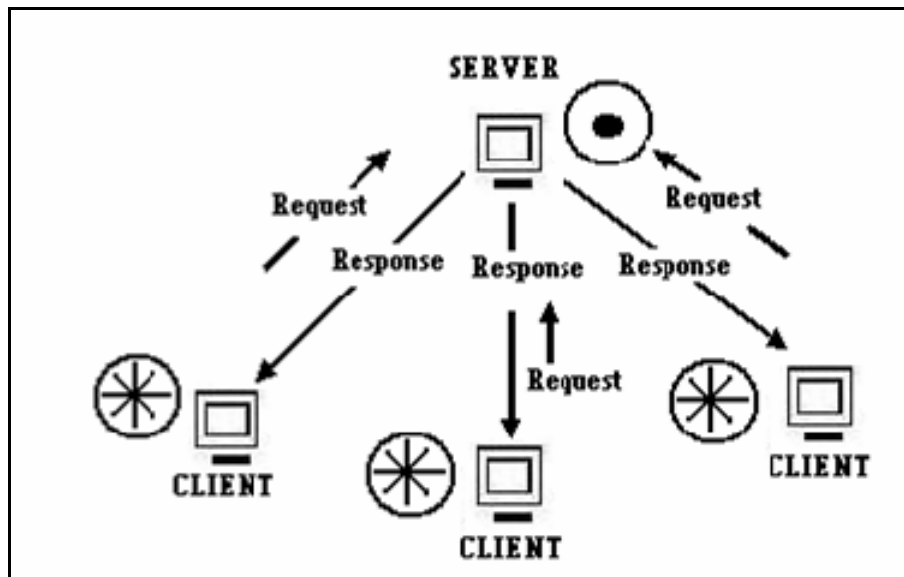 SERVER
Request
Request
Response
Response
Response
Request
CLIENT
CLIENT
CLIENT